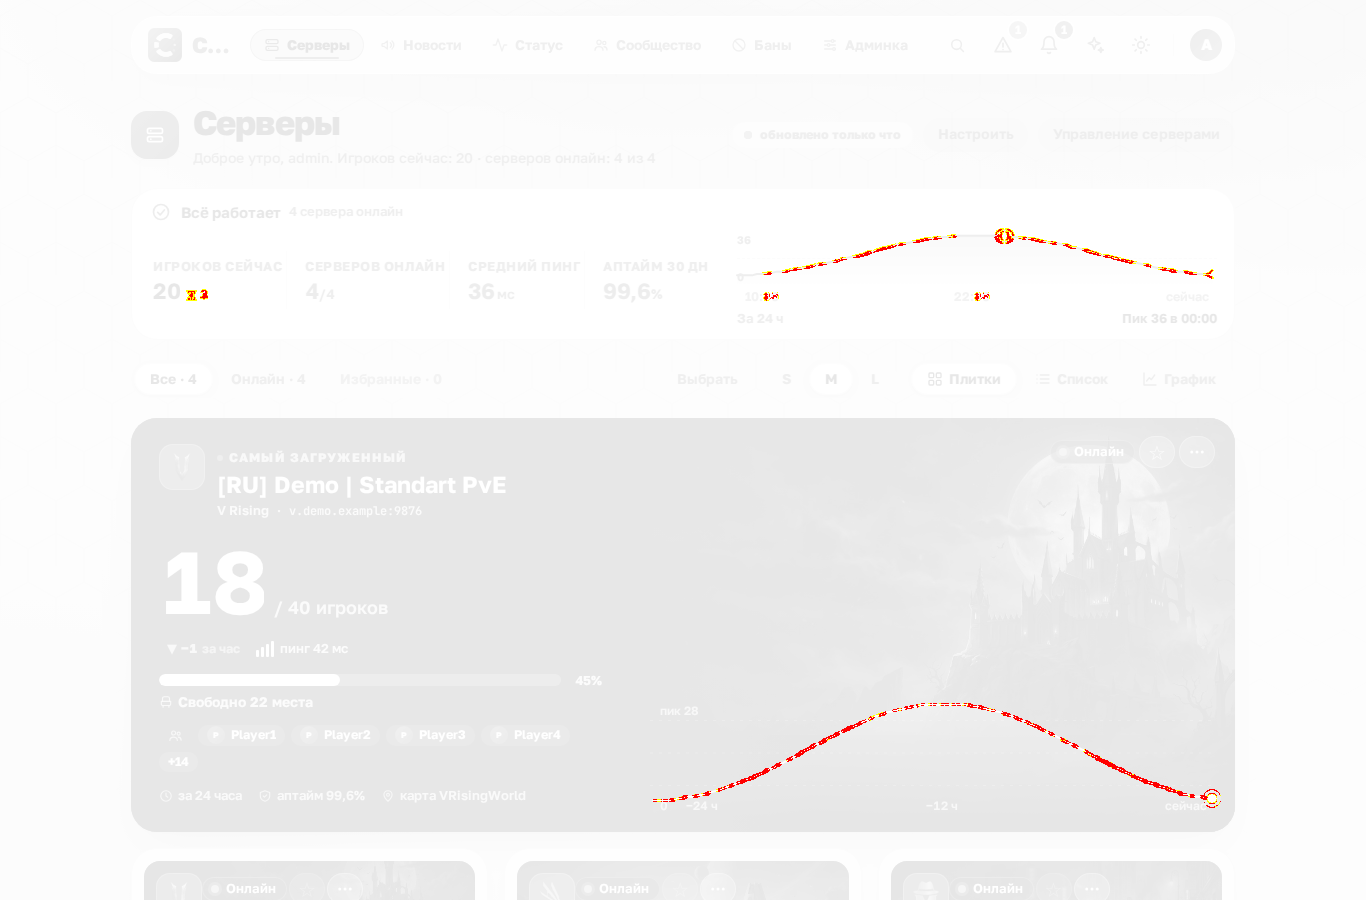 С...
Серверы
Новости
Статус
Сообщество
Баны
Админка
1
1
A
Серверы
Доброе утро, admin. Игроков сейчас: 20 · серверов онлайн: 4 из 4
обновлено только что
Настроить
Управление серверами
Всё работает 4 сервера онлайн
ИГРОКОВ СЕЙЧАС
СЕРВЕРОВ ОНЛАЙН
СРЕДНИЙ ПИНГ
АПТАЙМ 30 ДН
20
4/4
36 мс
99,6%
36
0
сейчас
За 24 ч
Пик 36 в 00:00
Все · 4
Онлайн · 4
Избранные · 0
Выбрать
S
M
L
Плитки
Список
График
САМЫЙ ЗАГРУЖЕННЫЙ
Онлайн
[RU] Demo | Standart PvE
V Rising · v.demo.example:9876
18 / 40 игроков
▼ −1 за час
пинг 42 мс
45%
Свободно 22 места
пик 28
P Player1
P Player2
P Player3
P Player4
+14
за 24 часа
аптайм 99,6%
карта VRisingWorld
0
−24 ч
−12 ч
сейчас
Онлайн
Онлайн
Онлайн